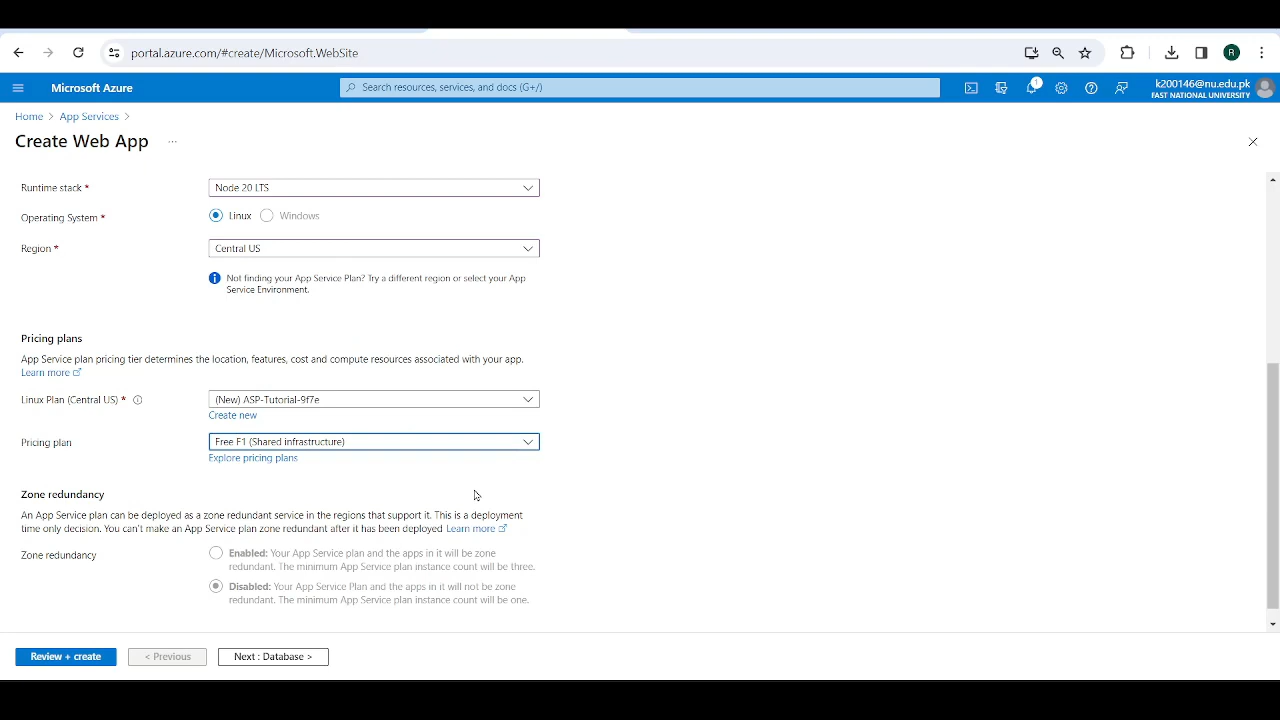 portal.azure.com/#create/Microsoft.WebSite
R
Microsoft Azure
Search resources, services, and docs (G+/)
1
k200146@nu.edu.pk
FAST NATIONAL UNIVERSITY
Home > App Services >
Create Web App ...
Runtime stack *
Node 20 LTS
Operating System *
Linux
Windows
Region *
Central US
Not finding your App Service Plan? Try a different region or select your App
Service Environment.
Pricing plans
App Service plan pricing tier determines the location, features, cost and compute resources associated with your app.
Learn more
Linux Plan (Central US) *
(New) ASP-Tutorial-9f7e
Create new
Pricing plan
Free F1 (Shared infrastructure)
Explore pricing plans
Zone redundancy
An App Service plan can be deployed as a zone redundant service in the regions that support it. This is a deployment
time only decision. You can't make an App Service plan zone redundant after it has been deployed Learn more
Zone redundancy
Enabled: Your App Service plan and the apps in it will be zone
redundant. The minimum App Service plan instance count will be three.
Disabled: Your App Service Plan and the apps in it will not be zone
redundant. The minimum App Service plan instance count will be one.
Review + create
< Previous
Next : Database >